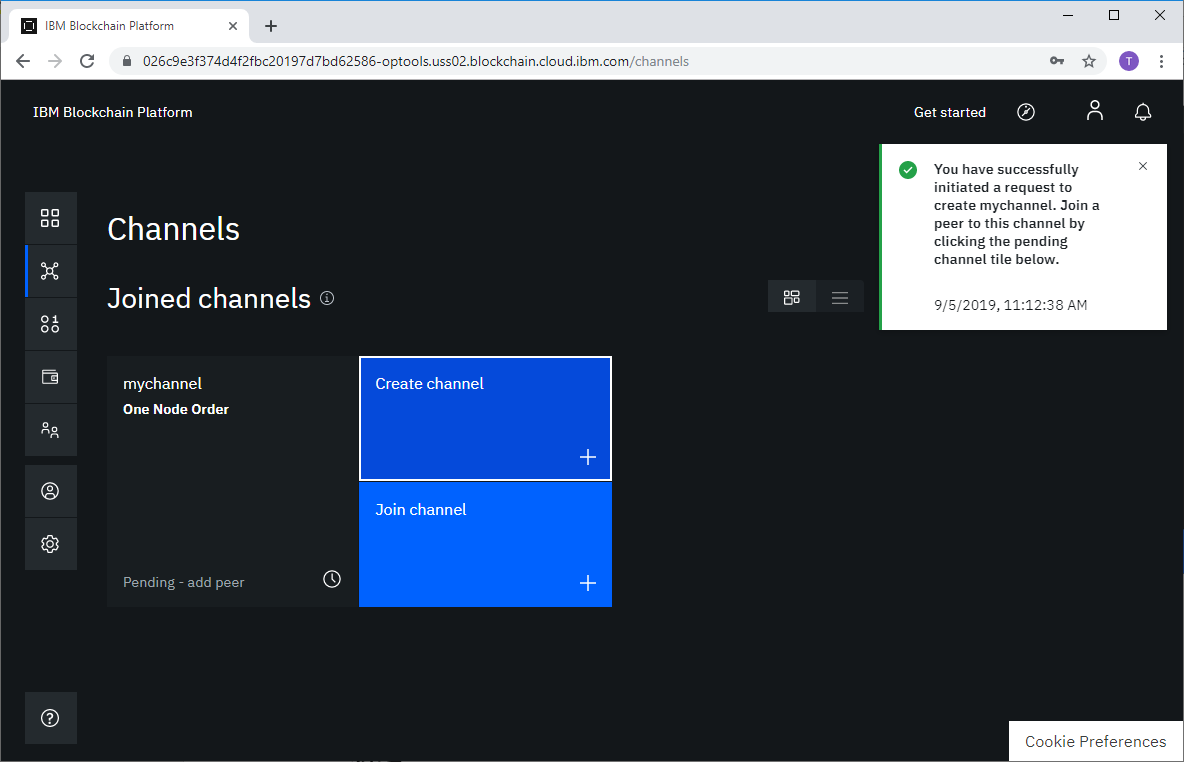 IBM Blockchain Platform
026c9e3f374d4f2fbc20197d7bd62586-optools.uss02.blockchain.cloud.ibm.com/channels
T
IBM Blockchain Platform
Get started
You have successfully
initiated a request to
create mychannel. Join a
peer to this channel by
clicking the pending
channel tile below.
9/5/2019, 11:12:38 AM
Channels
Joined channels
mychannel
One Node Order
Pending - add peer
Create channel
Join channel
Cookie Preferences